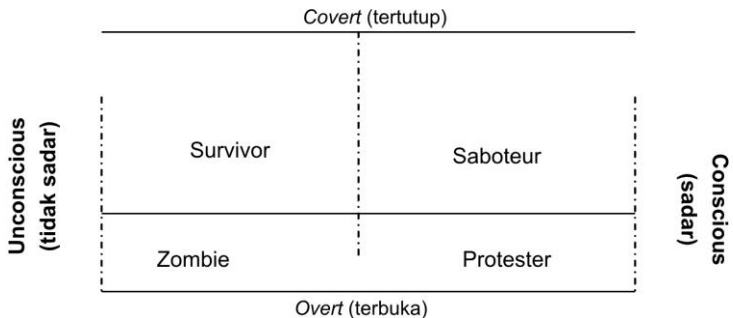 Covert (tertutup)
Unconscious
(tidak sadar)
Survivor
Saboteur
Conscious
(sadar)
Zombie
Protester
Overt (terbuka)